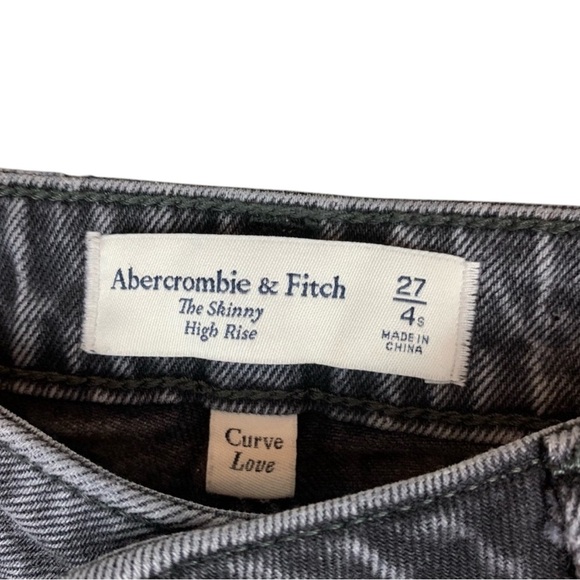 Abercrombie & Fitch
The Skinny
High Rise
27
4s
MADE IN
CHINA
Curve
Love